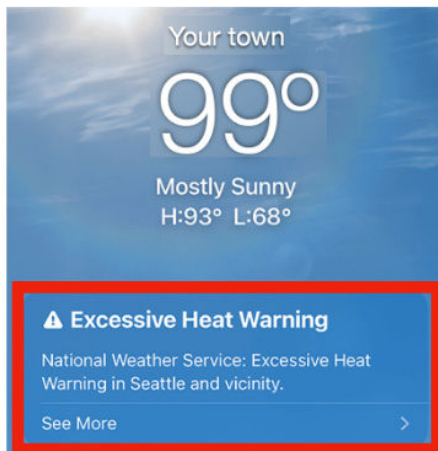 Your town
99°
Mostly Sunny
H:93° L:68°
Excessive Heat Warning
National Weather Service: Excessive Heat
Warning in Seattle and vicinity.
See More